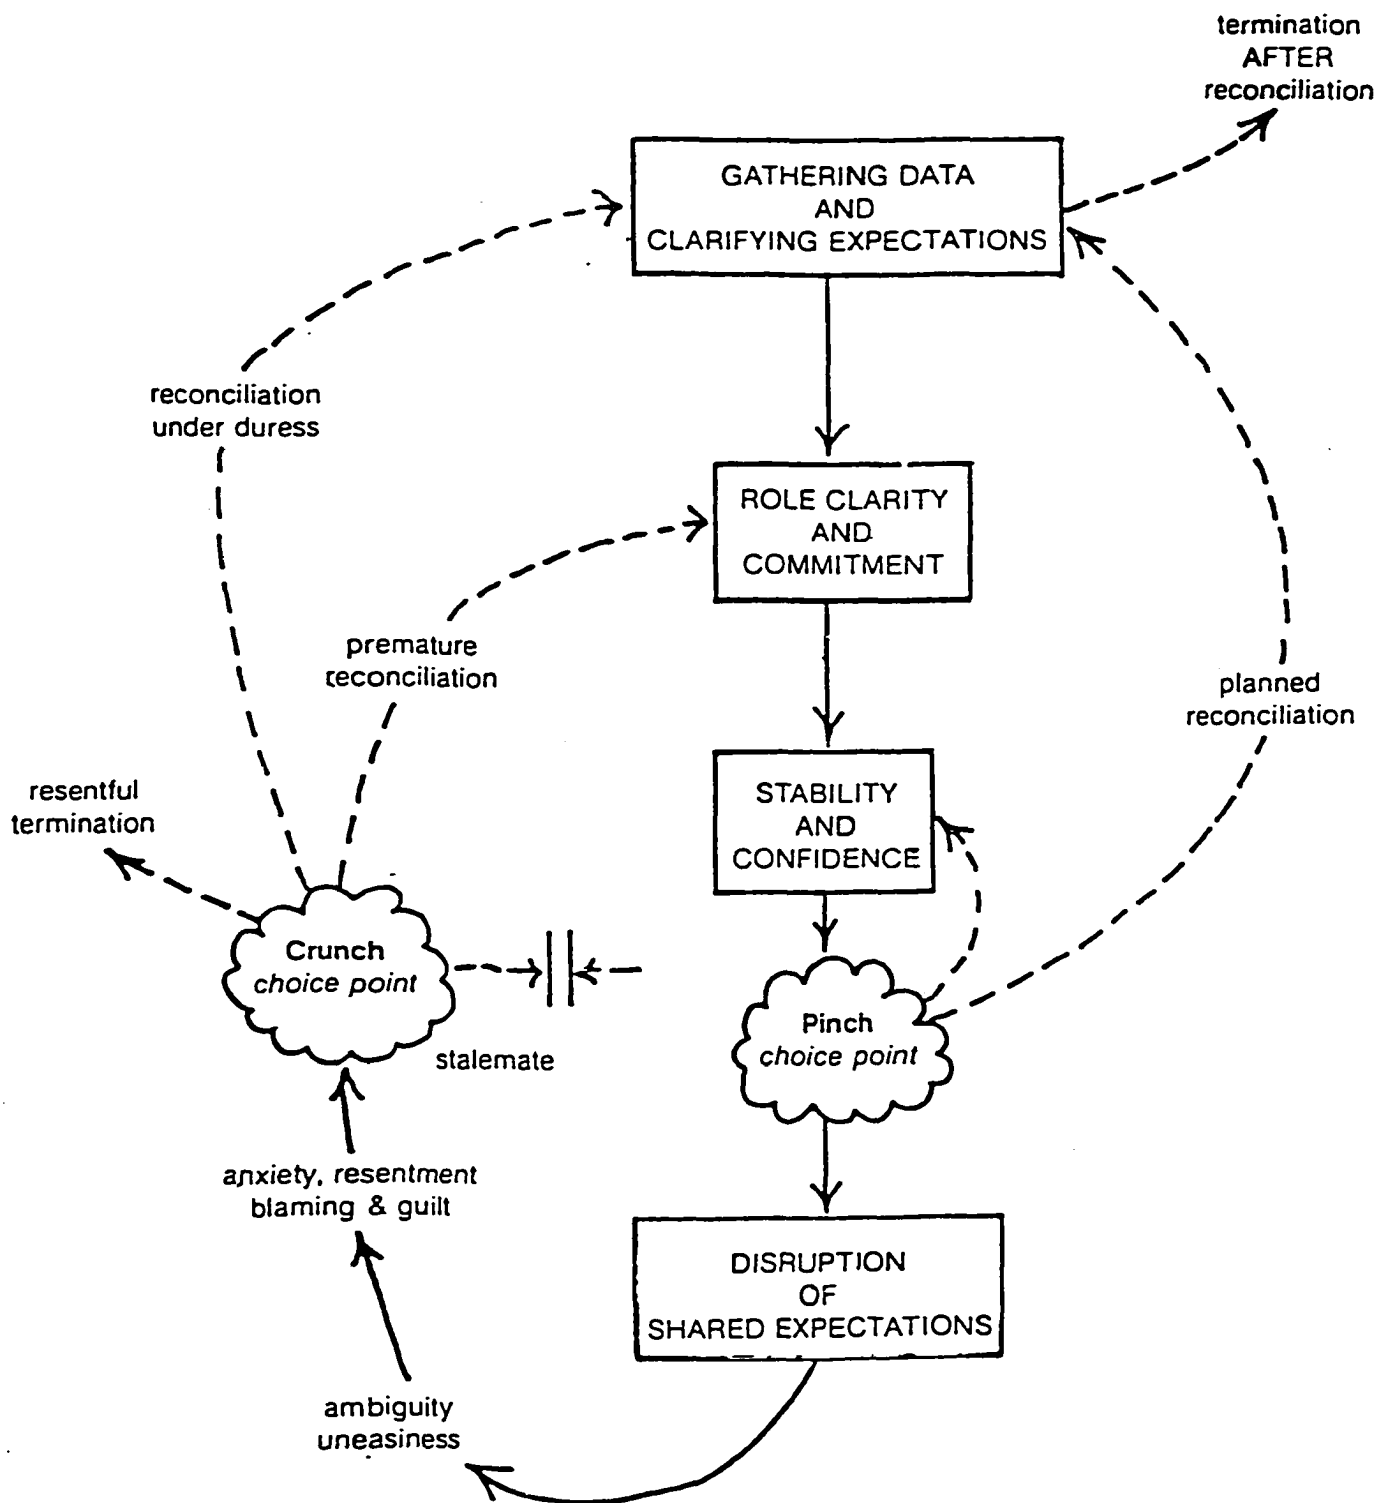 termination
AFTER
reconciliation
GATHERING DATA
AND
CLARIFYING EXPECTATIONS
reconciliation
under duress
ROLE CLARITY
AND
COMMITMENT
premature
reconciliation
planned
reconciliation
resentful
termination
STABILITY
AND
CONFIDENCE
Crunch
choice point
Pinch
choice point
stalemate
anxiety, resentment
blaming & guilt
DISRUPTION
OF
SHARED EXPECTATIONS
ambiguity
uneasiness